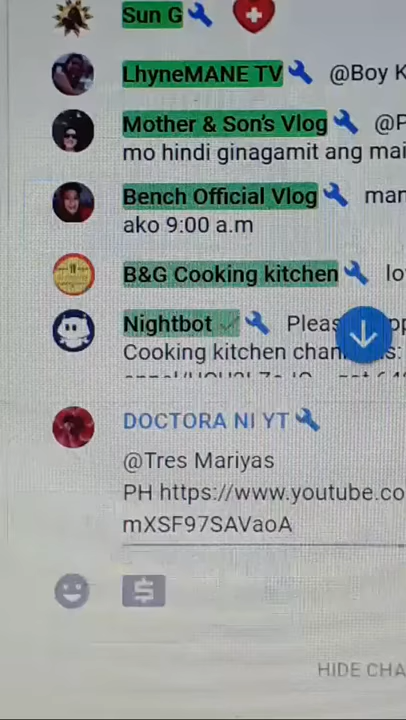 Sun G
LhyneMANE TV @Boy K
Mother & Son's Vlog @P
mo hindi ginagamit ang mai
Bench Official Vlog man
ako 9:00 a.m
B&G Cooking kitchen lo
Nightbot Pleas
Cooking kitchen chan s:
DOCTORA NI YT
@Tres Mariyas
PH https://www.youtube.co
mXSF97SAVaoA
$
HIDE CHA